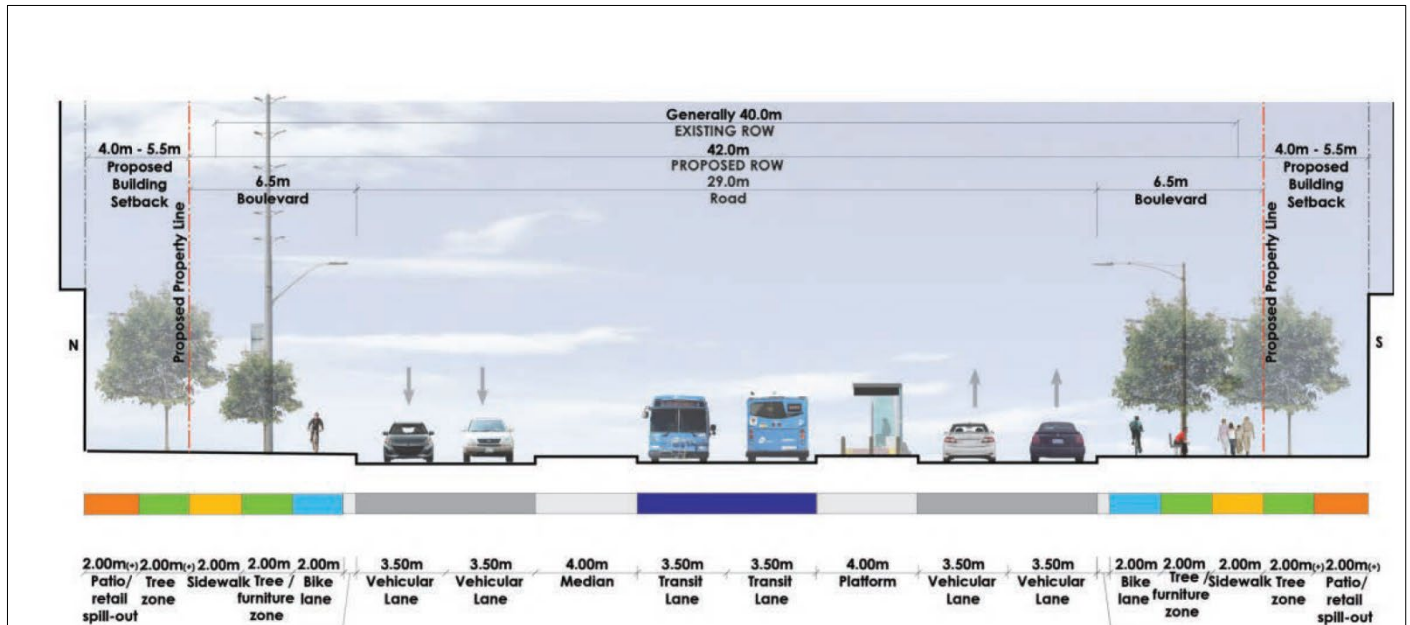 Generally 40.0m
EXISTING ROW
4.0m - 5.5m
Proposed
Building
Setback
42.0m
PROPOSED ROW
4.0m - 5.5m
Proposed
Building
Setback
6.5m
Boulevard
29.0m
Road
6.5m
Boulevard
Proposed Property Line
Proposed Property Line
N
S
2.00m(+)
Patio/
retail
spill-out
2.00m(+)
Tree
zone
2.00m
Sidewalk
2.00m
Tree /
furniture
zone
2.00m
Bike
lane
3.50m
Vehicular
Lane
3.50m
Vehicular
Lane
4.00m
Median
3.50m
Transit
Lane
3.50m
Transit
Lane
4.00m
Platform
3.50m
Vehicular
Lane
3.50m
Vehicular
Lane
2.00m
Bike
lane
2.00m
Tree /
furniture
zone
2.00m
Sidewalk
2.00m(+)
Tree
zone
2.00m(+)
Patio/
retail
spill-out